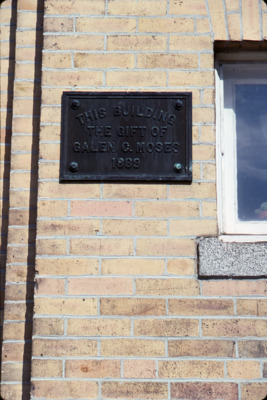 THIS BUILDING
THE GIFT OF
GALEN C. MOSES
1889